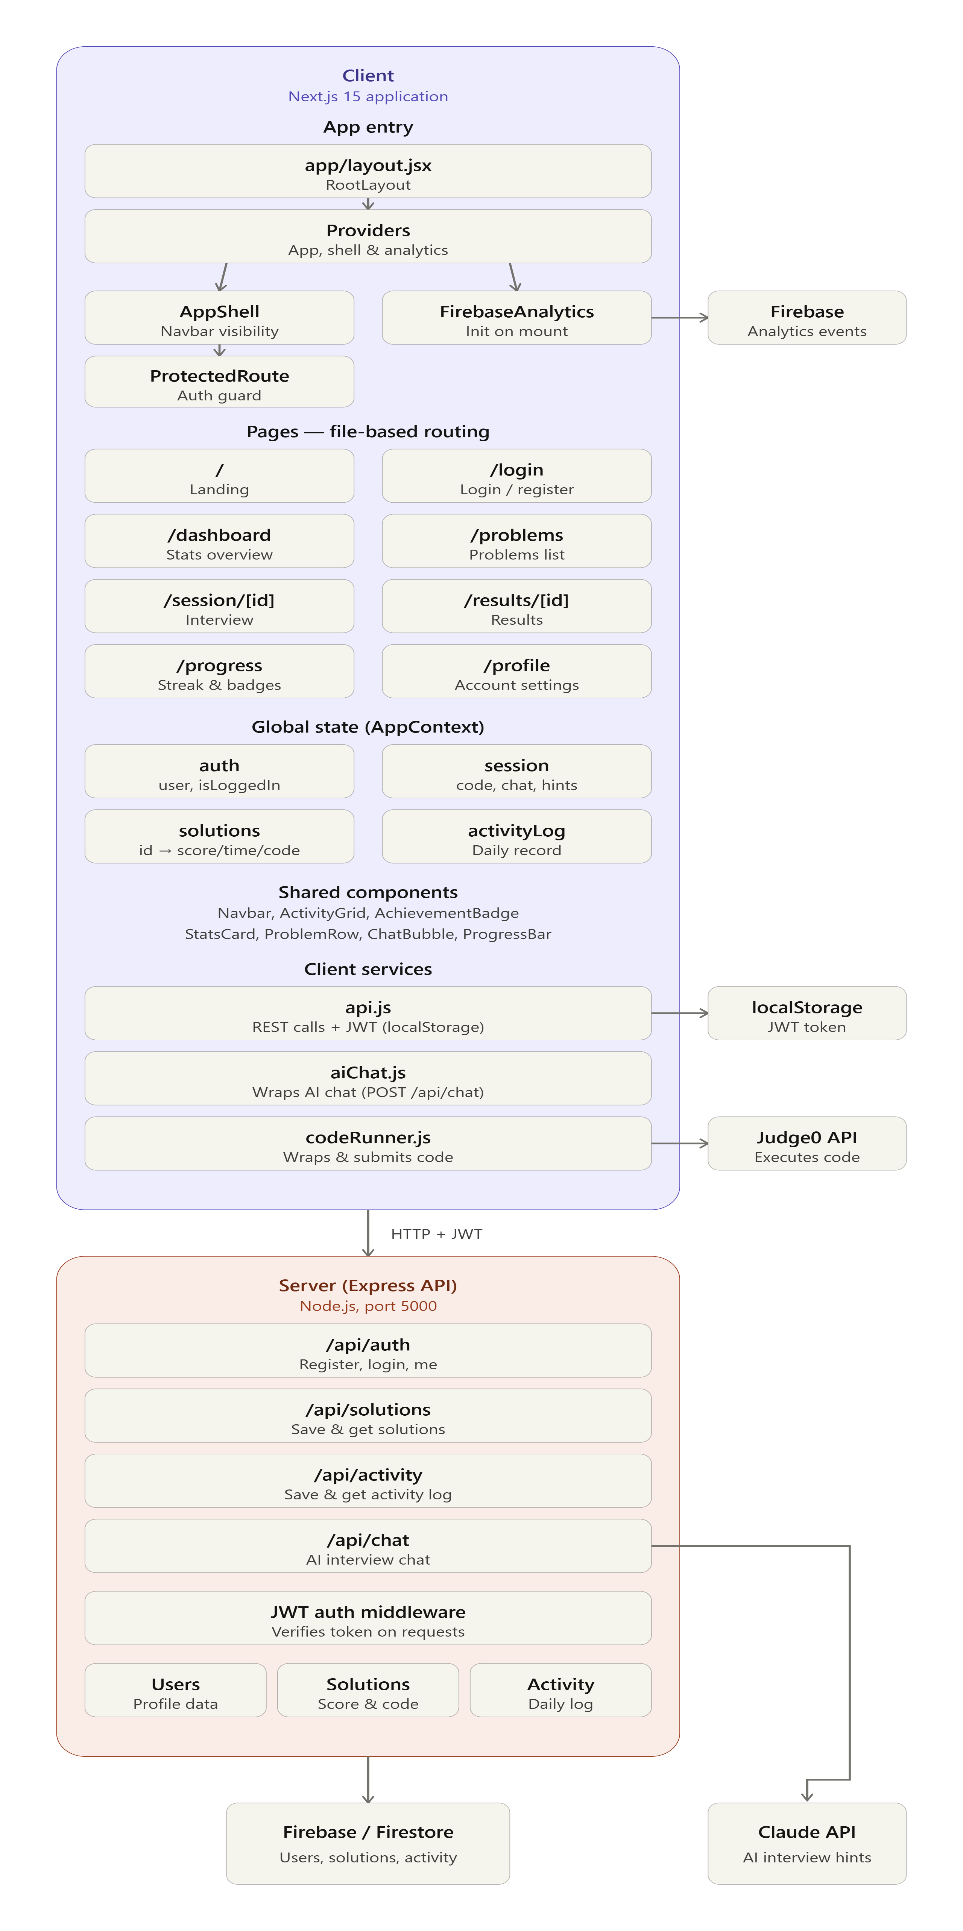 Client
Next.js 15 application
App entry
app/layout.jsx
RootLayout
Providers
App, shell & analytics
AppShell
Navbar visibility
FirebaseAnalytics
Init on mount
Firebase
Analytics events
ProtectedRoute
Auth guard
Pages — file-based routing
/
Landing
/login
Login / register
/dashboard
Stats overview
/problems
Problems list
/session/[id]
Interview
/results/[id]
Results
/progress
Streak & badges
/profile
Account settings
Global state (AppContext)
auth
user, isLoggedIn
session
code, chat, hints
solutions
id → score/time/code
activityLog
Daily record
Shared components
Navbar, ActivityGrid, AchievementBadge
StatsCard, ProblemRow, ChatBubble, ProgressBar
Client services
api.js
REST calls + JWT (localStorage)
localStorage
JWT token
aiChat.js
Wraps AI chat (POST /api/chat)
codeRunner.js
Wraps & submits code
Judge0 API
Executes code
HTTP + JWT
Server (Express API)
Node.js, port 5000
/api/auth
Register, login, me
/api/solutions
Save & get solutions
/api/activity
Save & get activity log
/api/chat
AI interview chat
JWT auth middleware
Verifies token on requests
Users
Profile data
Solutions
Score & code
Activity
Daily log
Firebase / Firestore
Users, solutions, activity
Claude API
AI interview hints